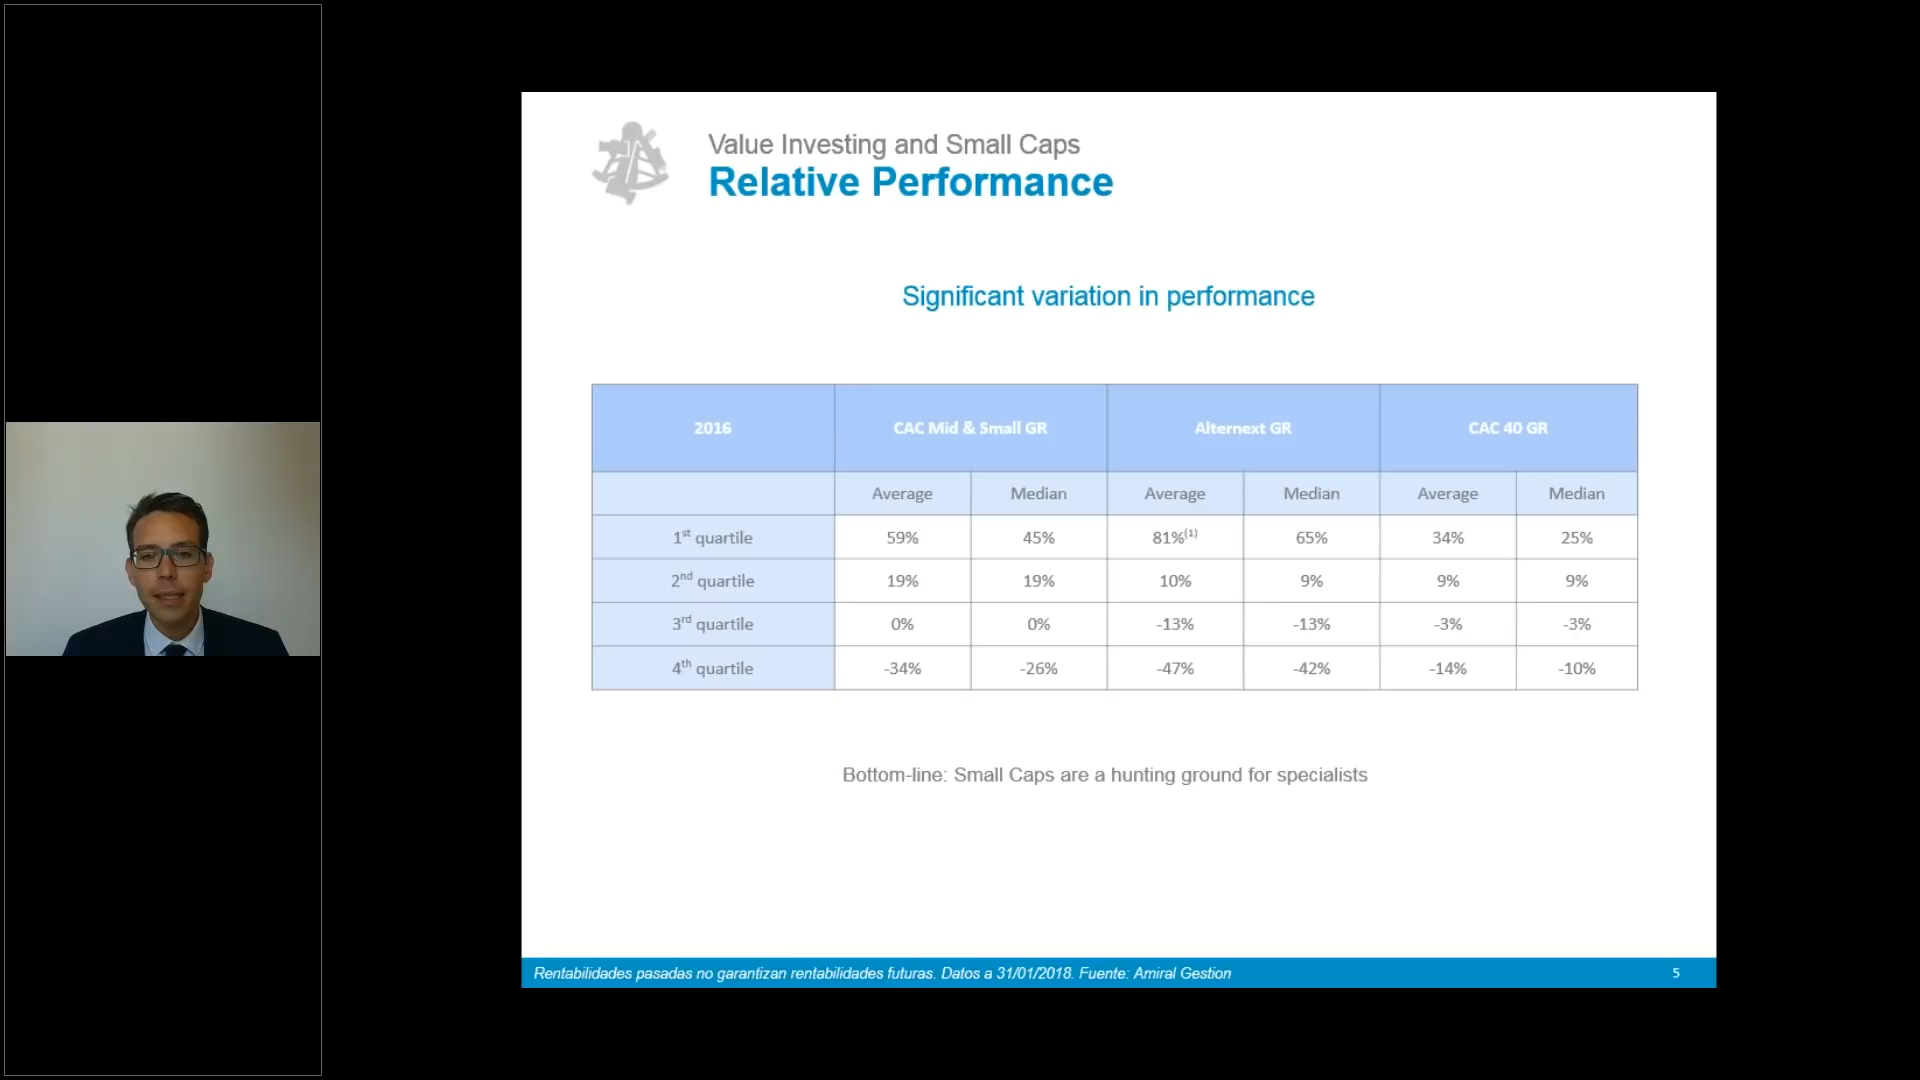 Value Investing and Small Caps
Relative Performance
Significant variation in performance
2016 CAC Mid & Small GR Alternext GR CAC 40 GR
Average Median Average Median Average Median
1st quartile 59% 45% 81%(1) 65% 34% 25%
2nd quartile 19% 19% 10% 9% 9% 9%
3rd quartile 0% 0% -13% -13% -3% -3%
4th quartile -34% -26% -47% -42% -14% -10%
Bottom-line: Small Caps are a hunting ground for specialists
Rentabilidades pasadas no garantizan rentabilidades futuras. Datos a 31/01/2018. Fuente: Amiral Gestion 5